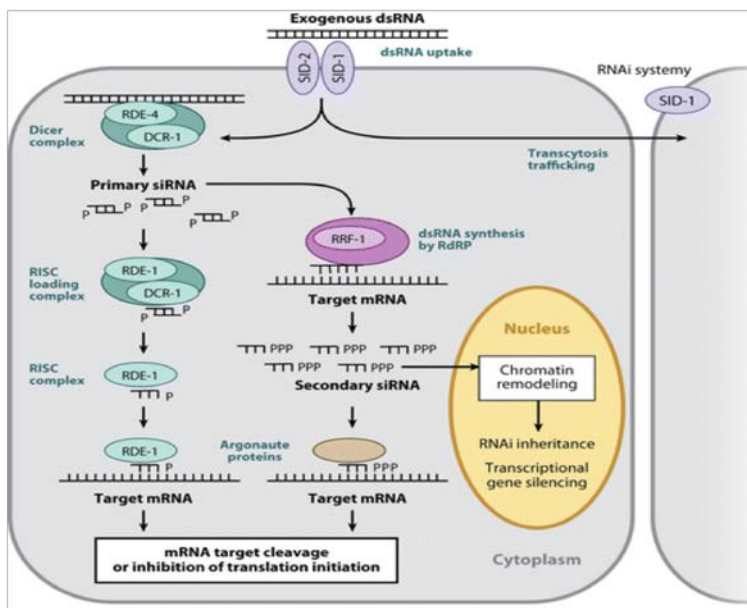 Exogenous dsRNA
SID-2
SID-1
dsRNA uptake
RNAi systemy
SID-1
Transcytosis
trafficking
Dicer
complex
RDE-4
DCR-1
Primary siRNA
P
P
P
P
P
P
RRF-1
dsRNA synthesis
by RdRP
Target mRNA
RISC
loading
complex
RDE-1
DCR-1
P
P
PPP
PPP
PPP
PPP
PPP
Secondary siRNA
Nucleus
Chromatin
remodeling
RNAi inheritance
Transcriptional
gene silencing
RISC
complex
RDE-1
P
RDE-1
P
Target mRNA
Argonaute
proteins
PPP
Target mRNA
mRNA target cleavage
or inhibition of translation initiation
Cytoplasm